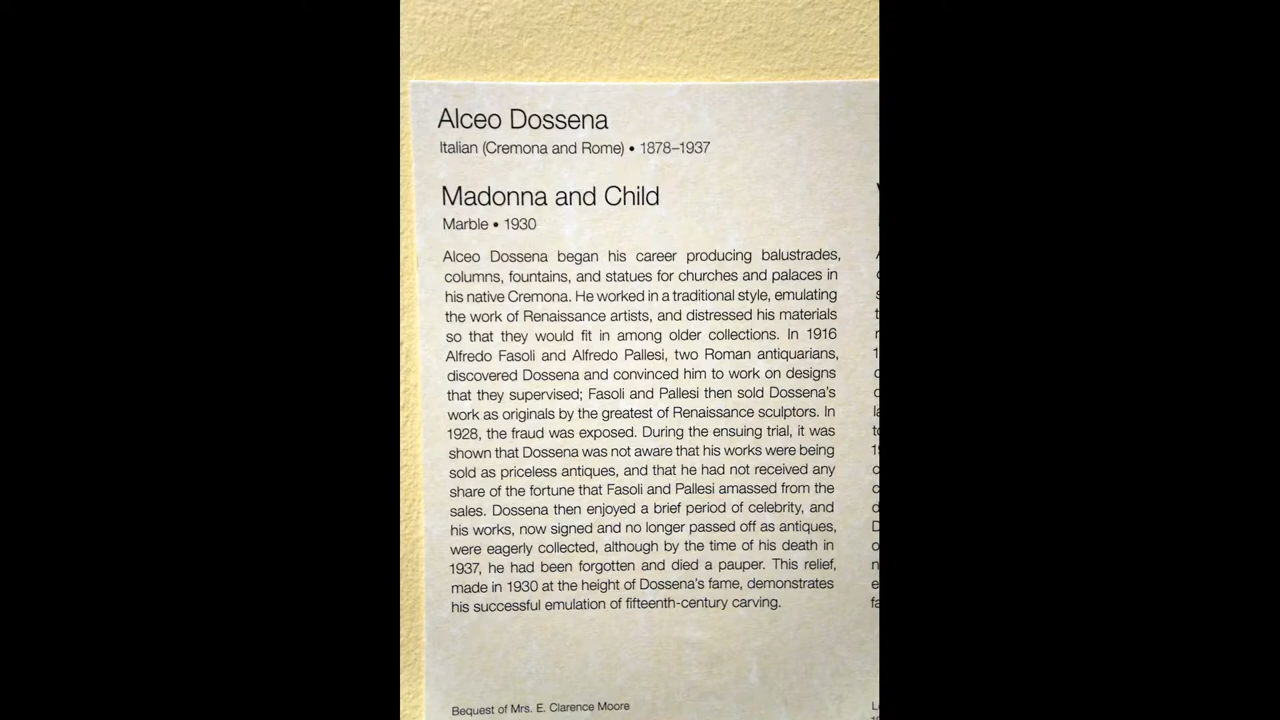 Alceo Dossena
Italian (Cremona and Rome) • 1878–1937
Madonna and Child
Marble • 1930
Alceo Dossena began his career producing balustrades,
columns, fountains, and statues for churches and palaces in
his native Cremona. He worked in a traditional style, emulating
the work of Renaissance artists, and distressed his materials
so that they would fit in among older collections. In 1916
Alfredo Fasoli and Alfredo Pallesi, two Roman antiquarians,
discovered Dossena and convinced him to work on designs
that they supervised; Fasoli and Pallesi then sold Dossena's
work as originals by the greatest of Renaissance sculptors. In
1928, the fraud was exposed. During the ensuing trial, it was
shown that Dossena was not aware that his works were being
sold as priceless antiques, and that he had not received any
share of the fortune that Fasoli and Pallesi amassed from the
sales. Dossena then enjoyed a brief period of celebrity, and
his works, now signed and no longer passed off as antiques,
were eagerly collected, although by the time of his death in
1937, he had been forgotten and died a pauper. This relief,
made in 1930 at the height of Dossena's fame, demonstrates
his successful emulation of fifteenth-century carving.
Bequest of Mrs. E. Clarence Moore